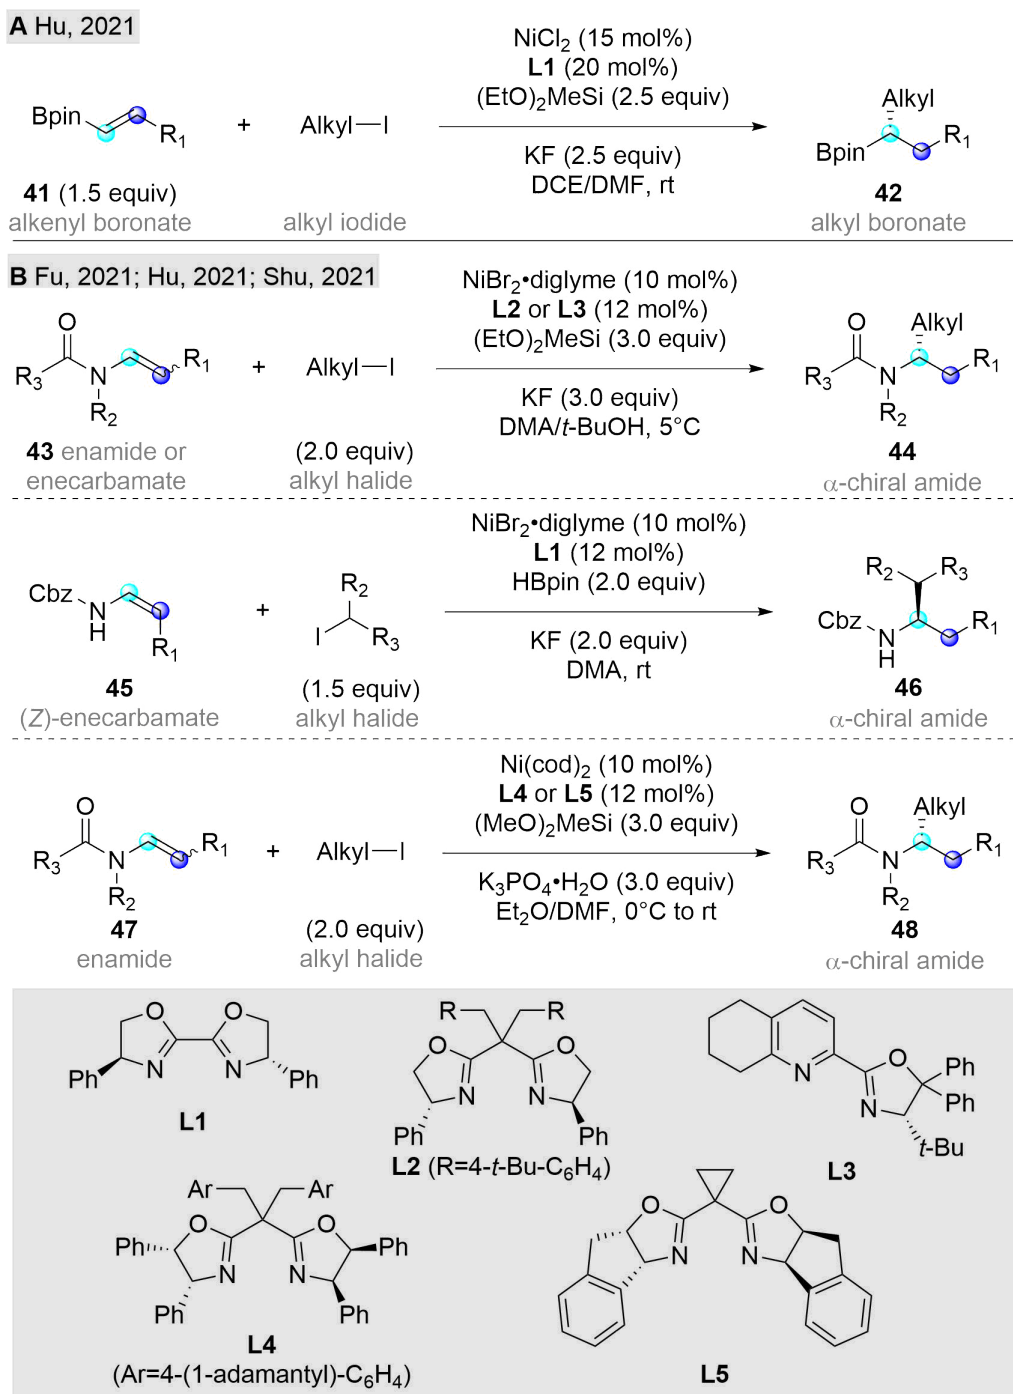 A Hu, 2021
NiCl2 (15 mol%)
L1 (20 mol%)
(EtO)2MeSi (2.5 equiv)
Bpin
R1
+
Alkyl—I
KF (2.5 equiv)
DCE/DMF, rt
Alkyl
Bpin
R1
41 (1.5 equiv)
alkenyl boronate
alkyl iodide
42
alkyl boronate
B Fu, 2021; Hu, 2021; Shu, 2021
NiBr2•diglyme (10 mol%)
L2 or L3 (12 mol%)
(EtO)2MeSi (3.0 equiv)
O
R3
N
R2
R1
+
Alkyl—I
KF (3.0 equiv)
DMA/t-BuOH, 5°C
O
Alkyl
R3
N
R2
R1
43 enamide or
enecarbamate
(2.0 equiv)
alkyl halide
44
α-chiral amide
NiBr2•diglyme (10 mol%)
L1 (12 mol%)
HBpin (2.0 equiv)
Cbz
N
H
R1
+
R2
I
R3
KF (2.0 equiv)
DMA, rt
R2
R3
Cbz
N
H
R1
45
(Z)-enecarbamate
(1.5 equiv)
alkyl halide
46
α-chiral amide
Ni(cod)2 (10 mol%)
L4 or L5 (12 mol%)
(MeO)2MeSi (3.0 equiv)
O
R3
N
R2
R1
+
Alkyl—I
K3PO4•H2O (3.0 equiv)
Et2O/DMF, 0°C to rt
O
Alkyl
R3
N
R2
R1
47
enamide
(2.0 equiv)
alkyl halide
48
α-chiral amide
O
O
N
N
Ph
Ph
L1
R
R
O
O
N
N
Ph
Ph
L2 (R=4-t-Bu-C6H4)
N
O
N
Ph
Ph
t-Bu
L3
Ar
Ar
O
O
Ph
Ph
N
N
Ph
Ph
L4
(Ar=4-(1-adamantyl)-C6H4)
O
O
N
N
L5